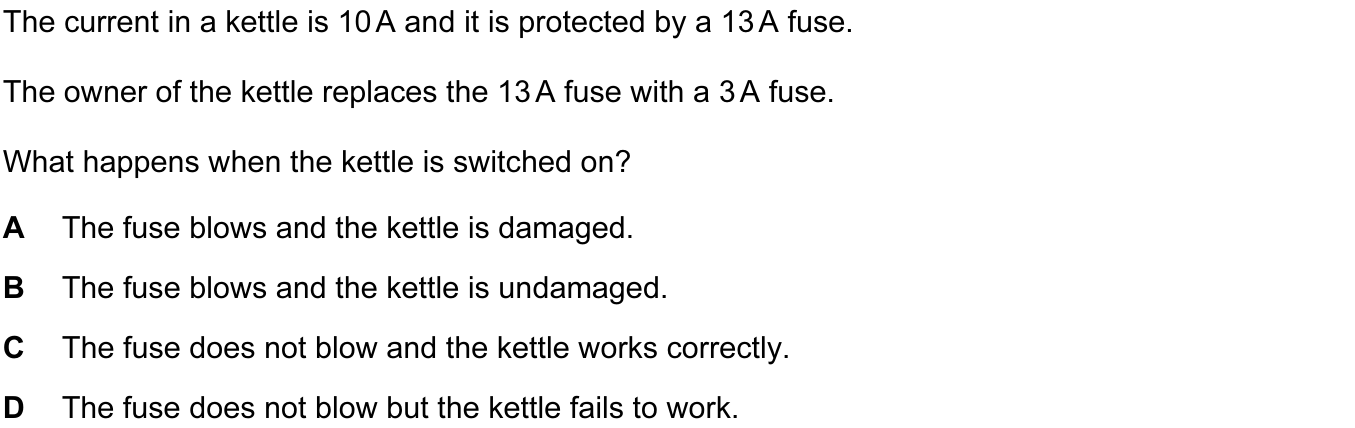 The current in a kettle is 10 A and it is protected by a 13 A fuse.
The owner of the kettle replaces the 13 A fuse with a 3 A fuse.
What happens when the kettle is switched on?
A The fuse blows and the kettle is damaged.
B The fuse blows and the kettle is undamaged.
C The fuse does not blow and the kettle works correctly.
D The fuse does not blow but the kettle fails to work.